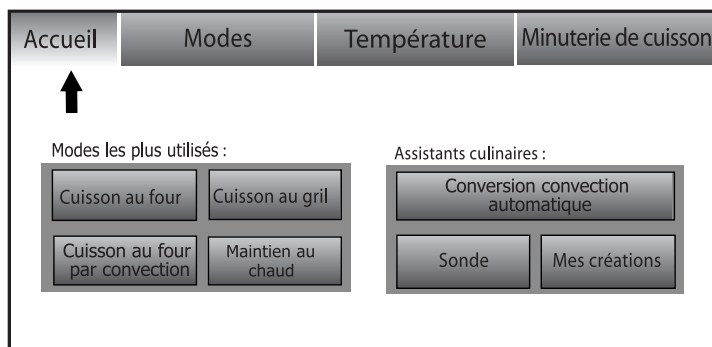 Accueil
Modes
Température
Minuterie de cuisson
Modes les plus utilisés :
Cuisson au four
Cuisson au gril
Cuisson au four
par convection
Maintien au
chaud
Assistants culinaires :
Conversion convection
automatique
Sonde
Mes créations